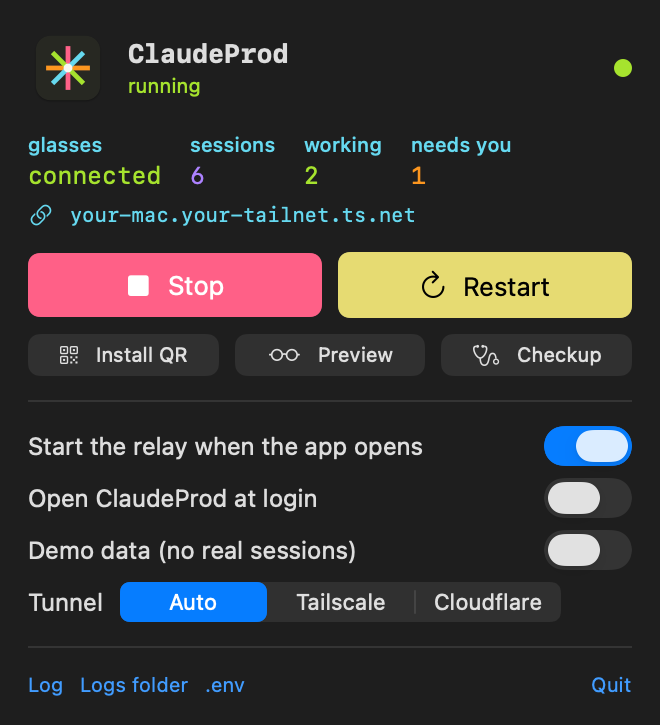 ClaudeProd
running
glasses sessions working needs you
connected 6 2 1
your-mac.your-tailnet.ts.net
Stop Restart
Install QR Preview Checkup
Start the relay when the app opens
Open ClaudeProd at login
Demo data (no real sessions)
Tunnel Auto Tailscale Cloudflare
Log Logs folder .env Quit